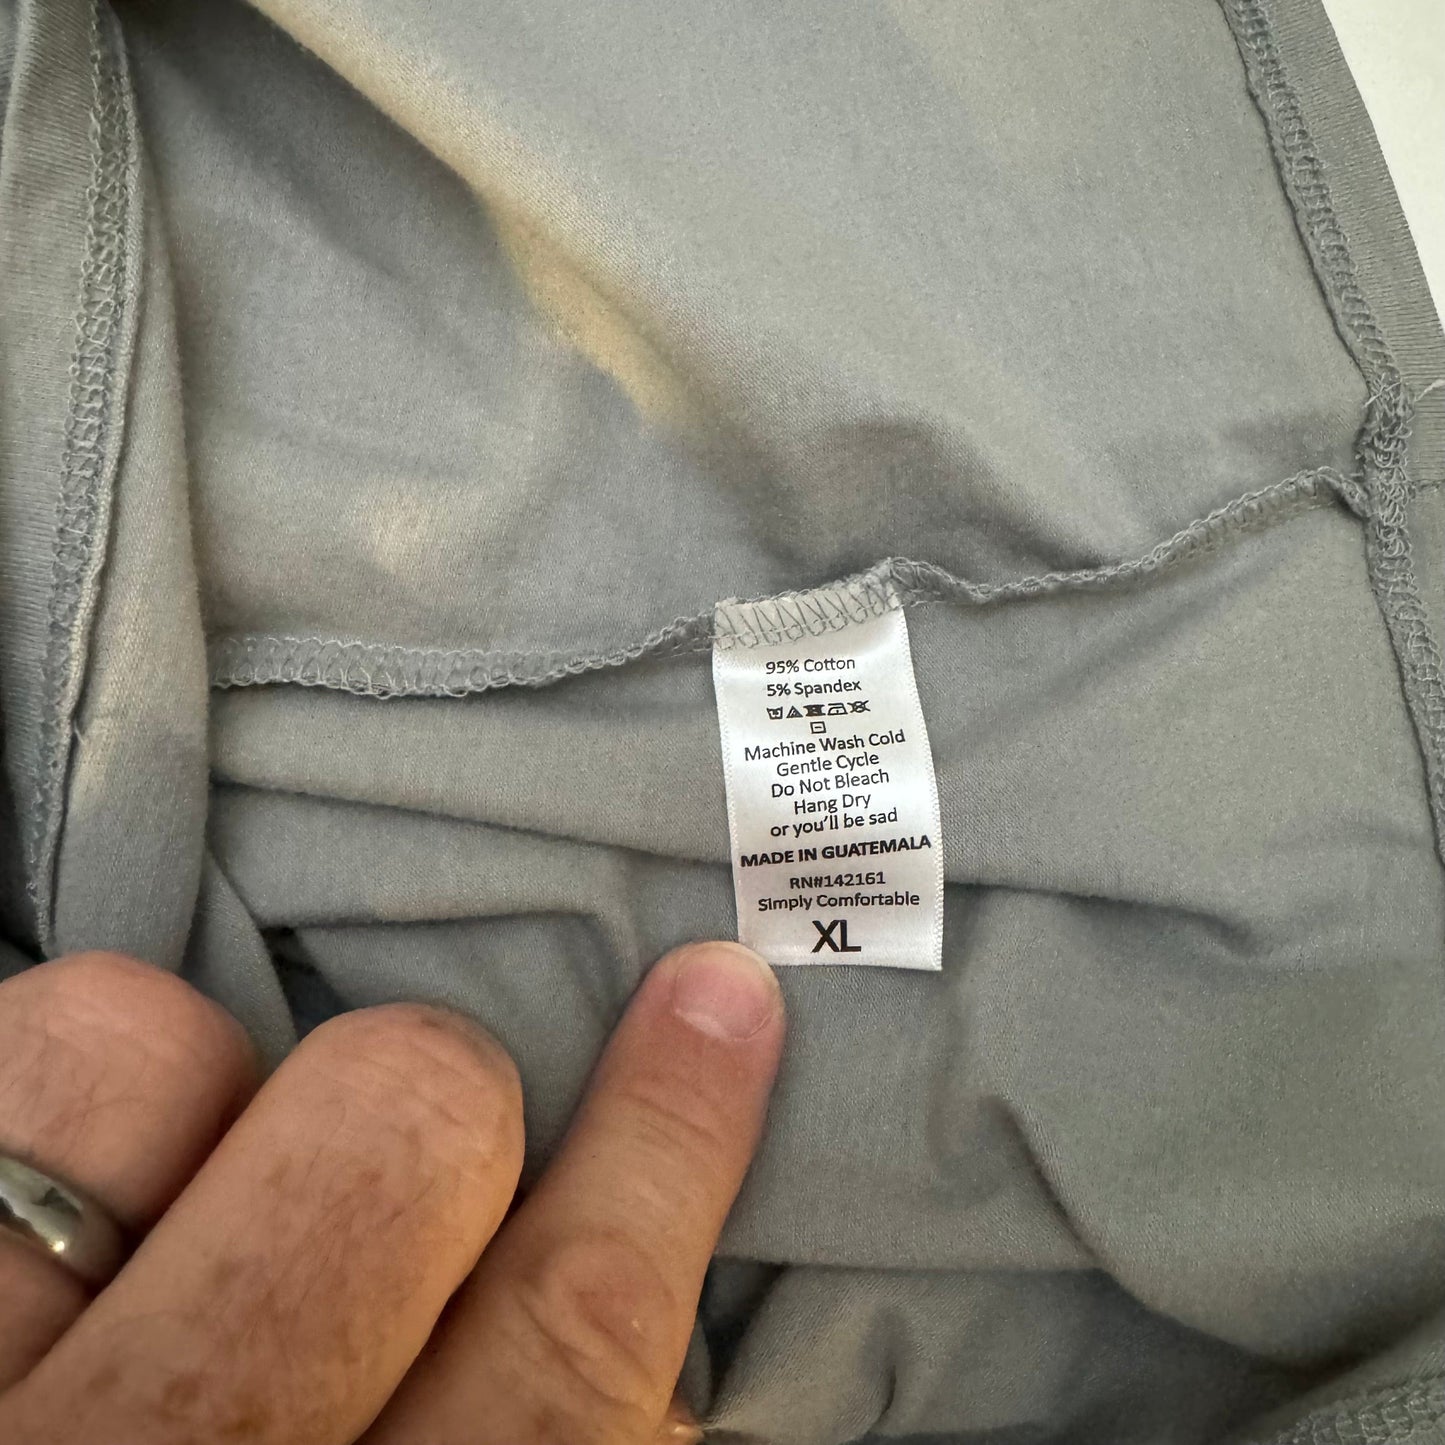 95% Cotton
5% Spandex
Machine Wash Cold
Gentle Cycle
Do Not Bleach
Hang Dry
or you'll be sad
MADE IN GUATEMALA
RN#142161
Simply Comfortable
XL